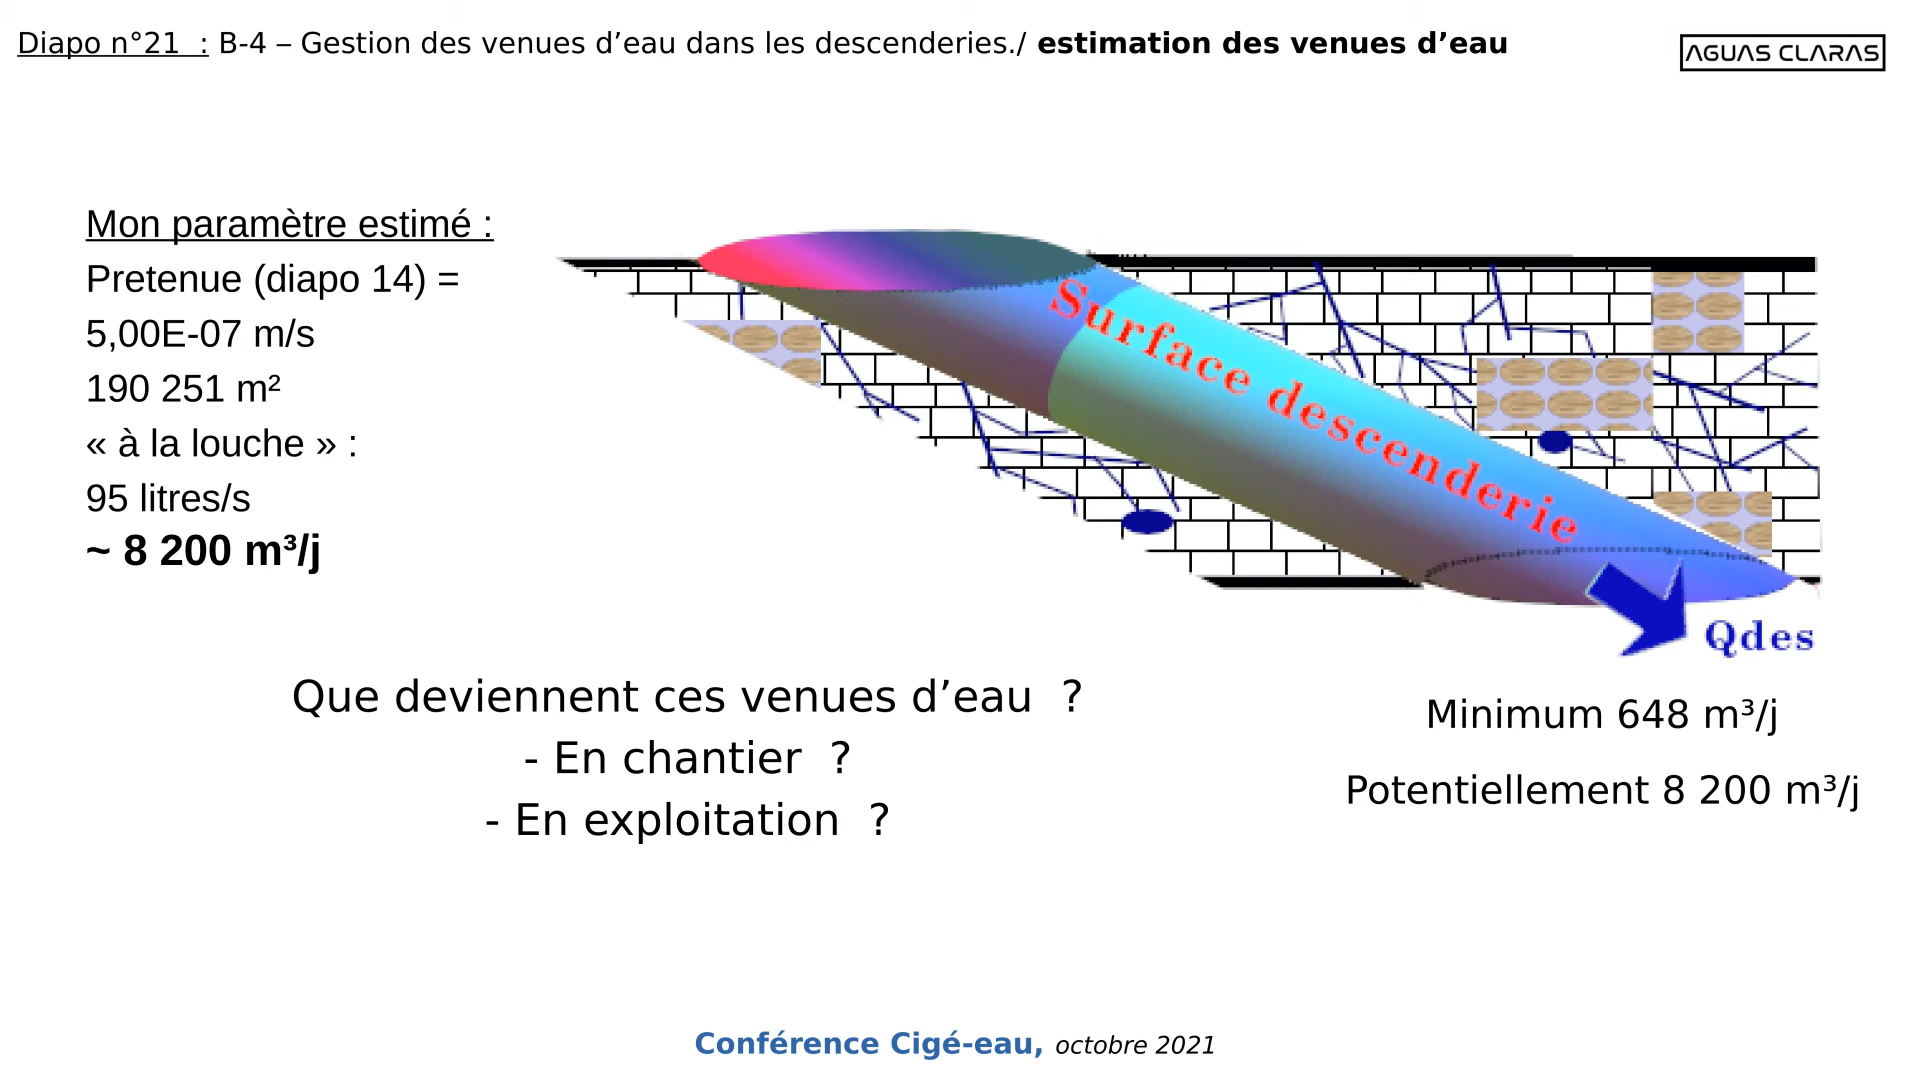 Diapo n°21  : B-4 – Gestion des venues d’eau dans les descenderies./ estimation des venues d’eau
AGUAS CLARAS
Mon paramètre estimé :
Pretenue (diapo 14) =
5,00E-07 m/s
190 251 m²
« à la louche » :
95 litres/s
~ 8 200 m³/j
Surface descenderie
Qdes
Que deviennent ces venues d’eau  ?
- En chantier  ?
- En exploitation  ?
Minimum 648 m³/j
Potentiellement 8 200 m³/j
Conférence Cigé-eau, octobre 2021